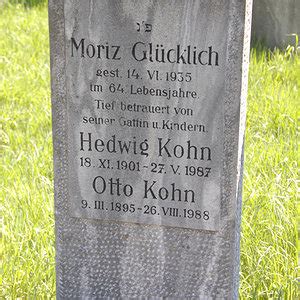 פ״נ
Moriz Glücklich
gest. 14. VI. 1935
im 64. Lebensjahre.
Tief betrauert von
seiner Gattin u. Kindern.
Hedwig Kohn
18. XI. 1901 - 27. V. 1987
Otto Kohn
9. III. 1895 - 26. VIII. 1988